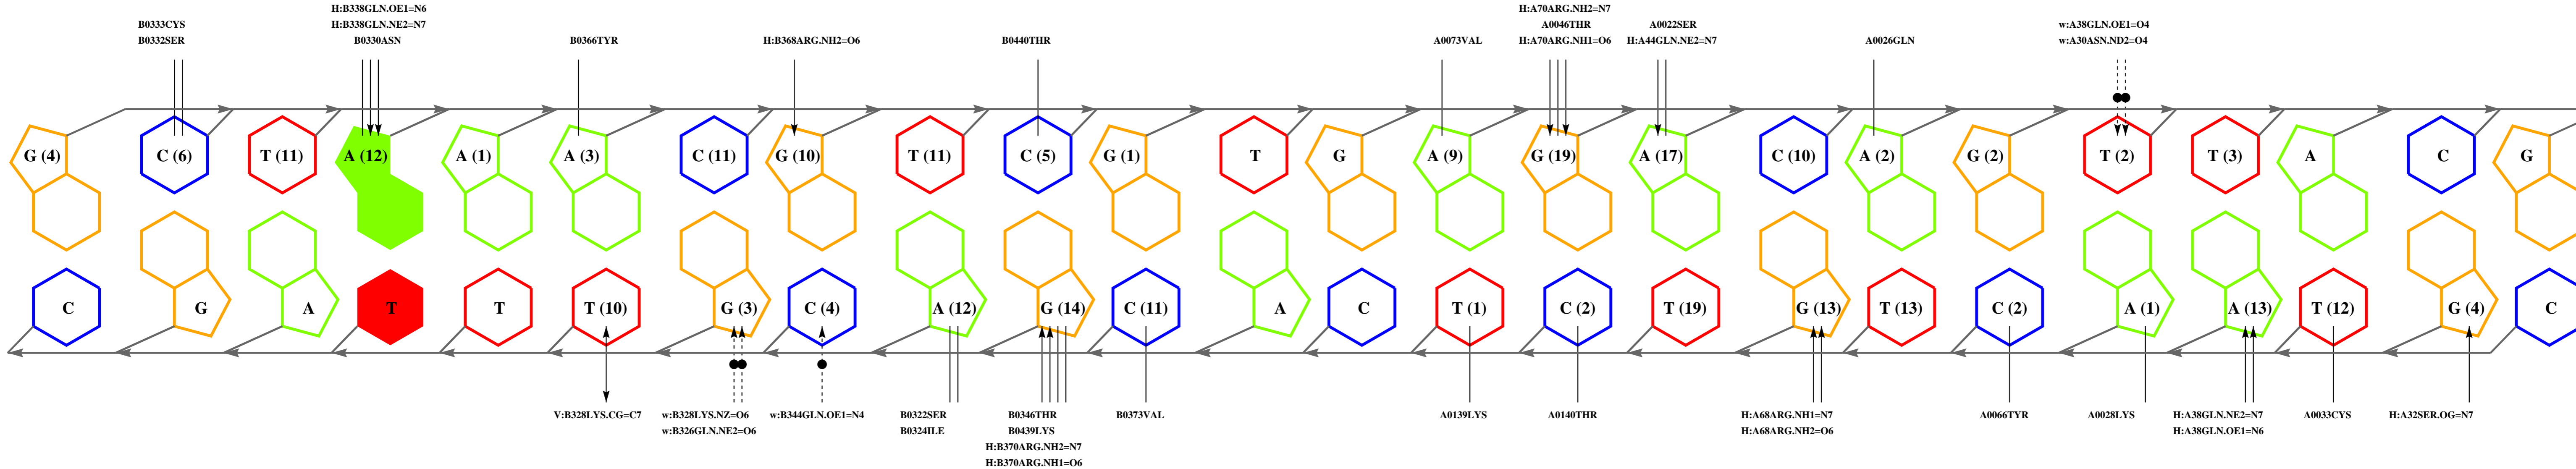 H:B338GLN.OE1=N6 H:A70ARG.NH2=N7
B0333CYS H:B338GLN.NE2=N7 A0046THR A0022SER w:A38GLN.OE1=O4
B0332SER B0330ASN B0366TYR H:B368ARG.NH2=O6 B0440THR A0073VAL H:A70ARG.NH1=O6 H:A44GLN.NE2=N7 A0026GLN w:A30ASN.ND2=O4
G (4) C (6) T (11) A (12) A (1) A (3) C (11) G (10) T (11) C (5) G (1) T G A (9) G (19) A (17) C (10) A (2) G (2) T (2) T (3) A C G
C G A T T T (10) G (3) C (4) A (12) G (14) C (11) A C T (1) C (2) T (19) G (13) T (13) C (2) A (1) A (13) T (12) G (4) C
V:B328LYS.CG=C7 w:B328LYS.NZ=O6 w:B344GLN.OE1=N4 B0322SER B0346THR B0373VAL A0139LYS A0140THR H:A68ARG.NH1=N7 A0066TYR A0028LYS H:A38GLN.NE2=N7 A0033CYS H:A32SER.OG=N7
w:B326GLN.NE2=O6 B0324ILE B0439LYS H:A68ARG.NH2=O6 H:A38GLN.OE1=N6
H:B370ARG.NH2=N7
H:B370ARG.NH1=O6